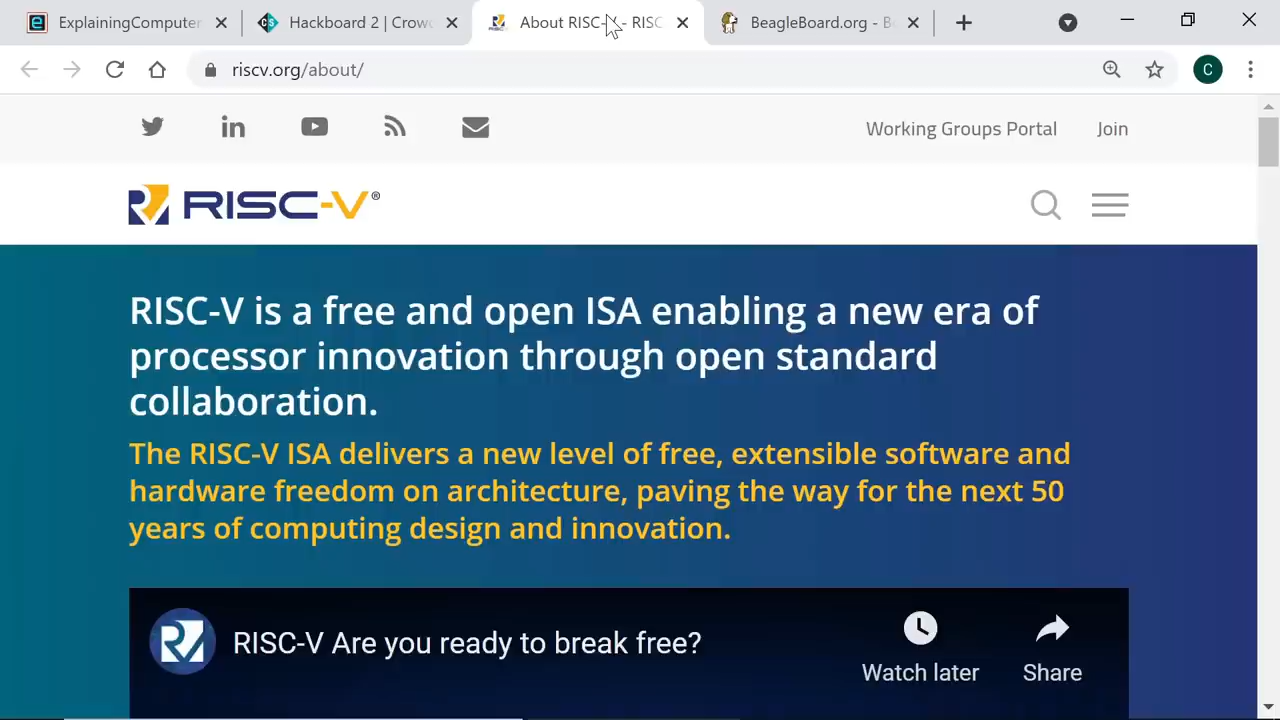 ExplainingComputer
Hackboard 2 | Crow
About RISC-V - RISC
BeagleBoard.org - B
riscv.org/about/
C
Working Groups Portal
Join
RISC-V®
RISC-V is a free and open ISA enabling a new era of
processor innovation through open standard
collaboration.
The RISC-V ISA delivers a new level of free, extensible software and
hardware freedom on architecture, paving the way for the next 50
years of computing design and innovation.
RISC-V Are you ready to break free?
Watch later
Share